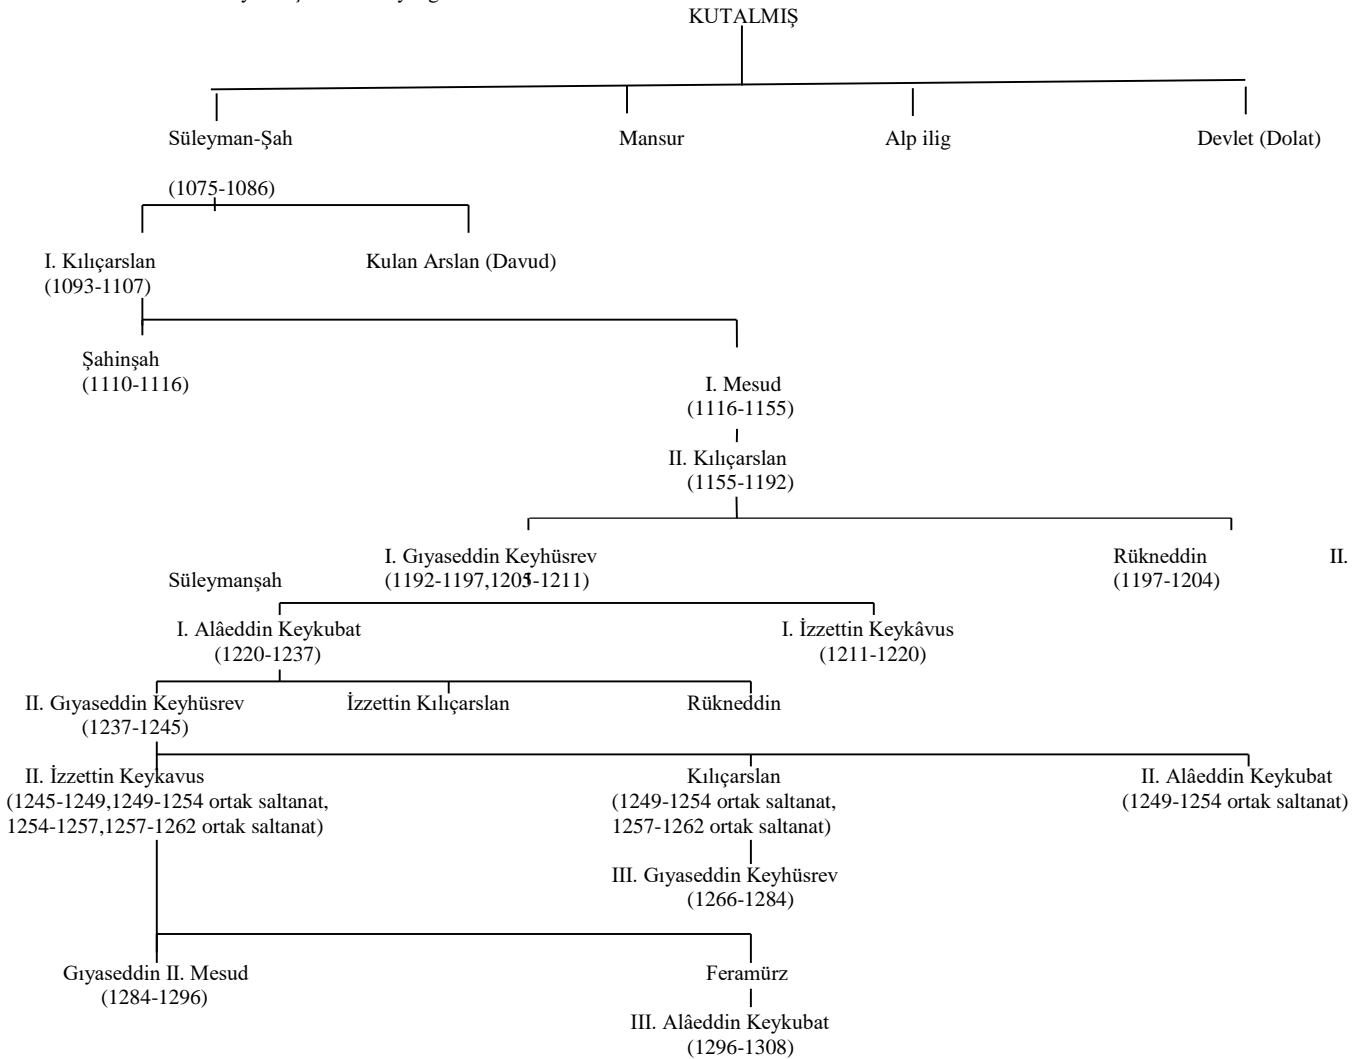 KUTALMIŞ
Süleyman-Şah Mansur Alp ilig Devlet (Dolat)
(1075-1086)
I. Kılıçarslan Kulan Arslan (Davud)
(1093-1107)
Şahinşah
(1110-1116)
I. Mesud
(1116-1155)
II. Kılıçarslan
(1155-1192)
I. Gıyaseddin Keyhüsrev Rükneddin II.
Süleymanşah (1192-1197,1205-1211) (1197-1204)
I. Alâeddin Keykubat I. İzzettin Keykâvus
(1220-1237) (1211-1220)
II. Gıyaseddin Keyhüsrev İzzettin Kılıçarslan Rükneddin
(1237-1245)
II. İzzettin Keykavus Kılıçarslan II. Alâeddin Keykubat
(1245-1249,1249-1254 ortak saltanat, (1249-1254 ortak saltanat, (1249-1254 ortak saltanat)
1254-1257,1257-1262 ortak saltanat) 1257-1262 ortak saltanat)
III. Gıyaseddin Keyhüsrev
(1266-1284)
Gıyaseddin II. Mesud Feramürz
(1284-1296)
III. Alâeddin Keykubat
(1296-1308)